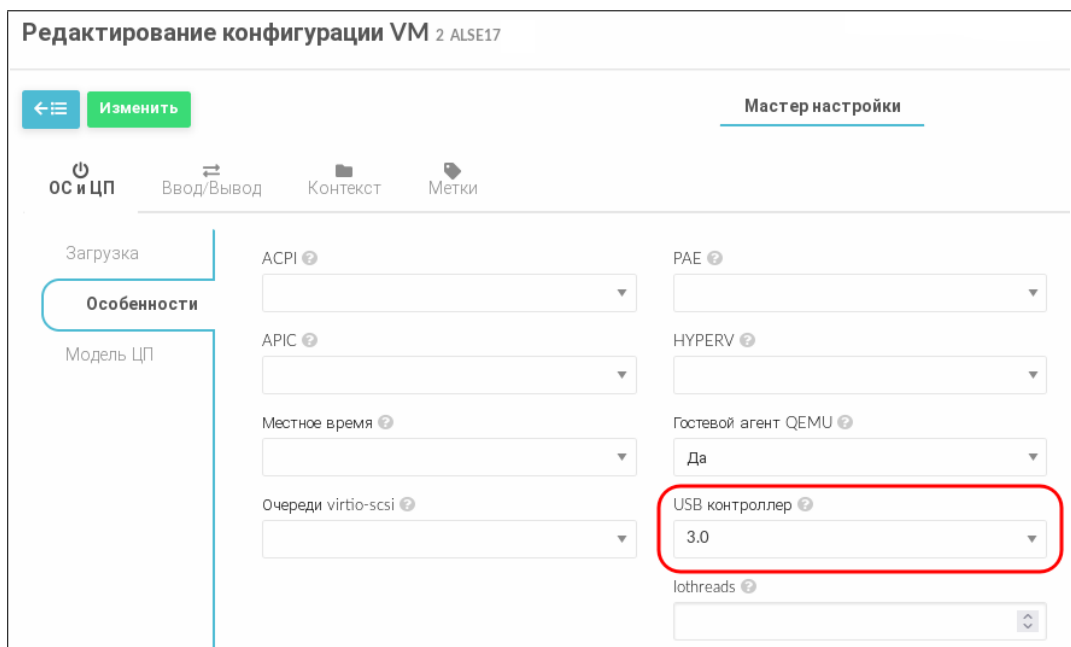 Редактирование конфигурации VM 2 ALSE17
Изменить
Мастер настройки
ОС и ЦП Ввод/Вывод Контекст Метки
Загрузка
Особенности
Модель ЦП
ACPI
PAE
APIC
HYPERV
Местное время
Гостевой агент QEMU
Да
Очереди virtio-scsi
USB контроллер
3.0
Iothreads